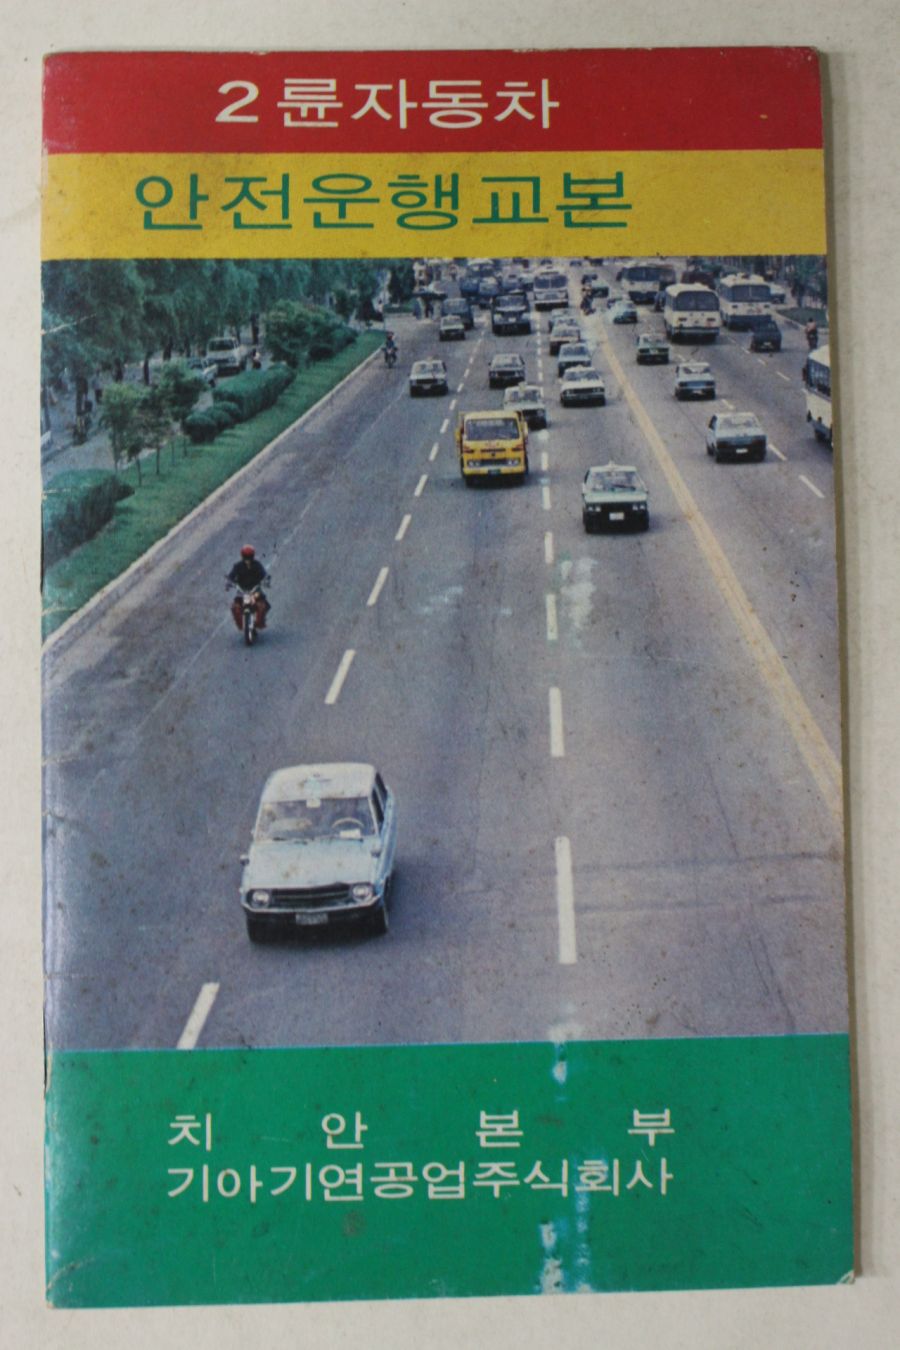 2륜자동차
안전운행교본
치 안 본 부
기아기연공업주식회사